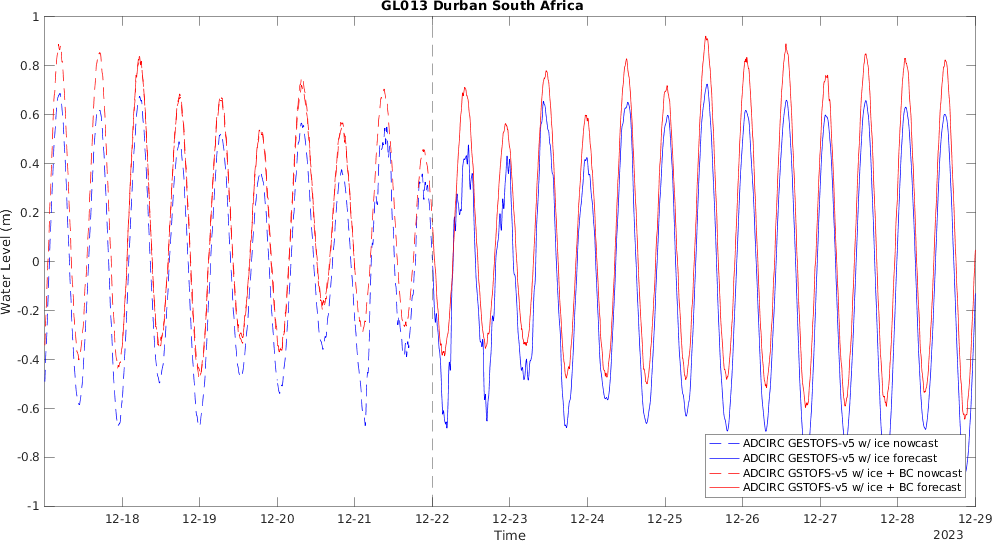 GL013 Durban South Africa
1
0.8
0.6
0.4
0.2
0
-0.2
-0.4
-0.6
-0.8
-1
Water Level (m)
ADCIRC GESTOFS-v5 w/ ice nowcast
ADCIRC GESTOFS-v5 w/ ice forecast
ADCIRC GSTOFS-v5 w/ ice + BC nowcast
ADCIRC GSTOFS-v5 w/ ice + BC forecast
12-18 12-19 12-20 12-21 12-22 12-23 12-24 12-25 12-26 12-27 12-28 12-29
Time
2023